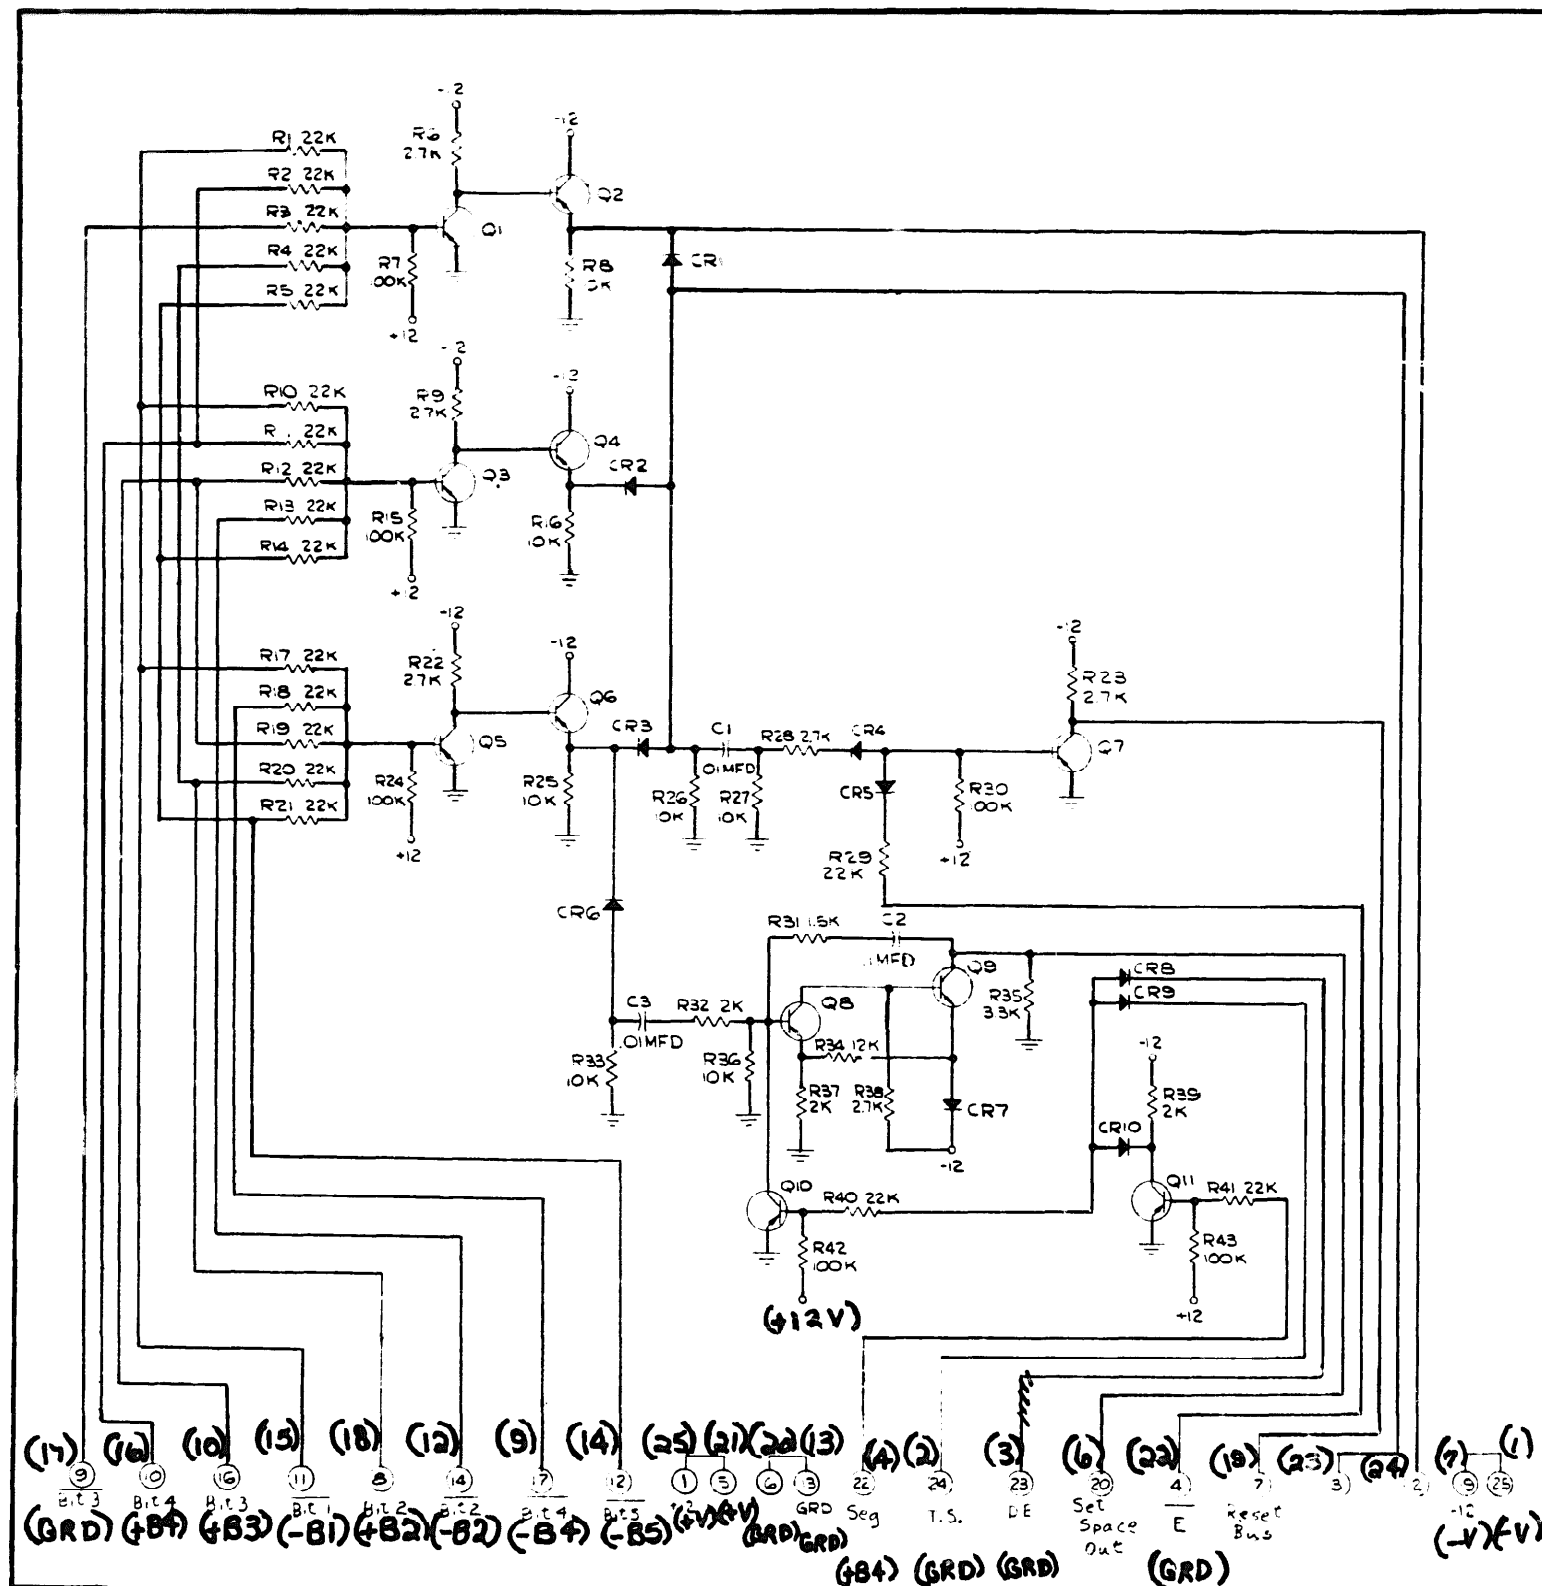 -12
R6
2.7K
-12
R1 22K
R2 22K
Q2
R3 22K
Q1
R4 22K
R7
100K
R8
CR1
R5 22K
+12
-12
R9
2.7K
-12
R10 22K
22K
Q4
CR2
R12 22K
Q3
R13 22K
R15
100K
R16
10K
R14 22K
+12
-12
-12
-12
R17 22K
R22
2.7K
R23
2.7K
R18 22K
Q6
R19 22K
Q5
CR3
C1
R28 2.7K
CR4
Q7
.01MFD
R20 22K
R24
100K
R25
10K
R26
10K
R27
10K
CR5
R30
100K
R21 22K
+12
R29
22K
+12
CR6
R31 1.5K
C2
.1MFD
Q9
CR8
CR9
C3
.01MFD
R32 2K
Q8
R35
3.3K
R33
10K
R36
10K
R34 12K
-12
R37
2K
R38
2.7K
CR7
R39
2K
CR10
-12
Q10
R40 22K
Q11
R41 22K
R42
100K
R43
100K
(+12V)
+12
(17) (16) (10) (15) (18) (12) (9) (14) (25) (21) (20) (13) (4) (2) (3) (6) (22) (19) (23) (24) (7) (1)
9 10 16 11 8 14 17 12 1 5 6 13 22 24 23 20 4 7 3 2 19 25
Bit 3 Bit 4 Bit 3 Bit 1 Bit 2 Bit 2 Bit 4 Bit 5 GRD Seg T.S. DE Set Space Out E Reset Bus -12
(GRD) (+B4) (+B3) (-B1) (+B2) (-B2) (-B4) (-B5) (+V) (+V) (GRD) (GRD) (-V) (-V)
(+B4) (GRD) (GRD) (GRD)